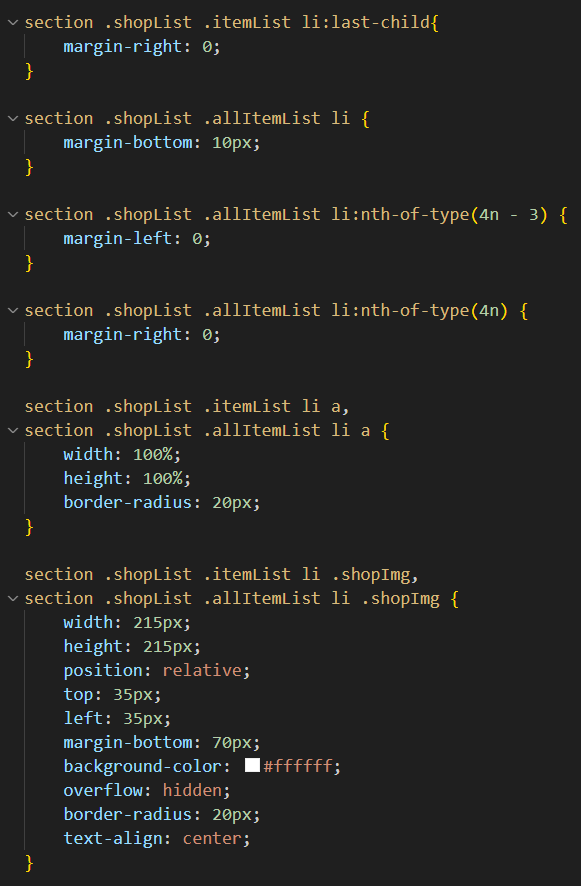 section .shopList .itemList li:last-child{
    margin-right: 0;
}

section .shopList .allItemList li {
    margin-bottom: 10px;
}

section .shopList .allItemList li:nth-of-type(4n - 3) {
    margin-left: 0;
}

section .shopList .allItemList li:nth-of-type(4n) {
    margin-right: 0;
}

section .shopList .itemList li a,
section .shopList .allItemList li a {
    width: 100%;
    height: 100%;
    border-radius: 20px;
}

section .shopList .itemList li .shopImg,
section .shopList .allItemList li .shopImg {
    width: 215px;
    height: 215px;
    position: relative;
    top: 35px;
    left: 35px;
    margin-bottom: 70px;
    background-color: #ffffff;
    overflow: hidden;
    border-radius: 20px;
    text-align: center;
}